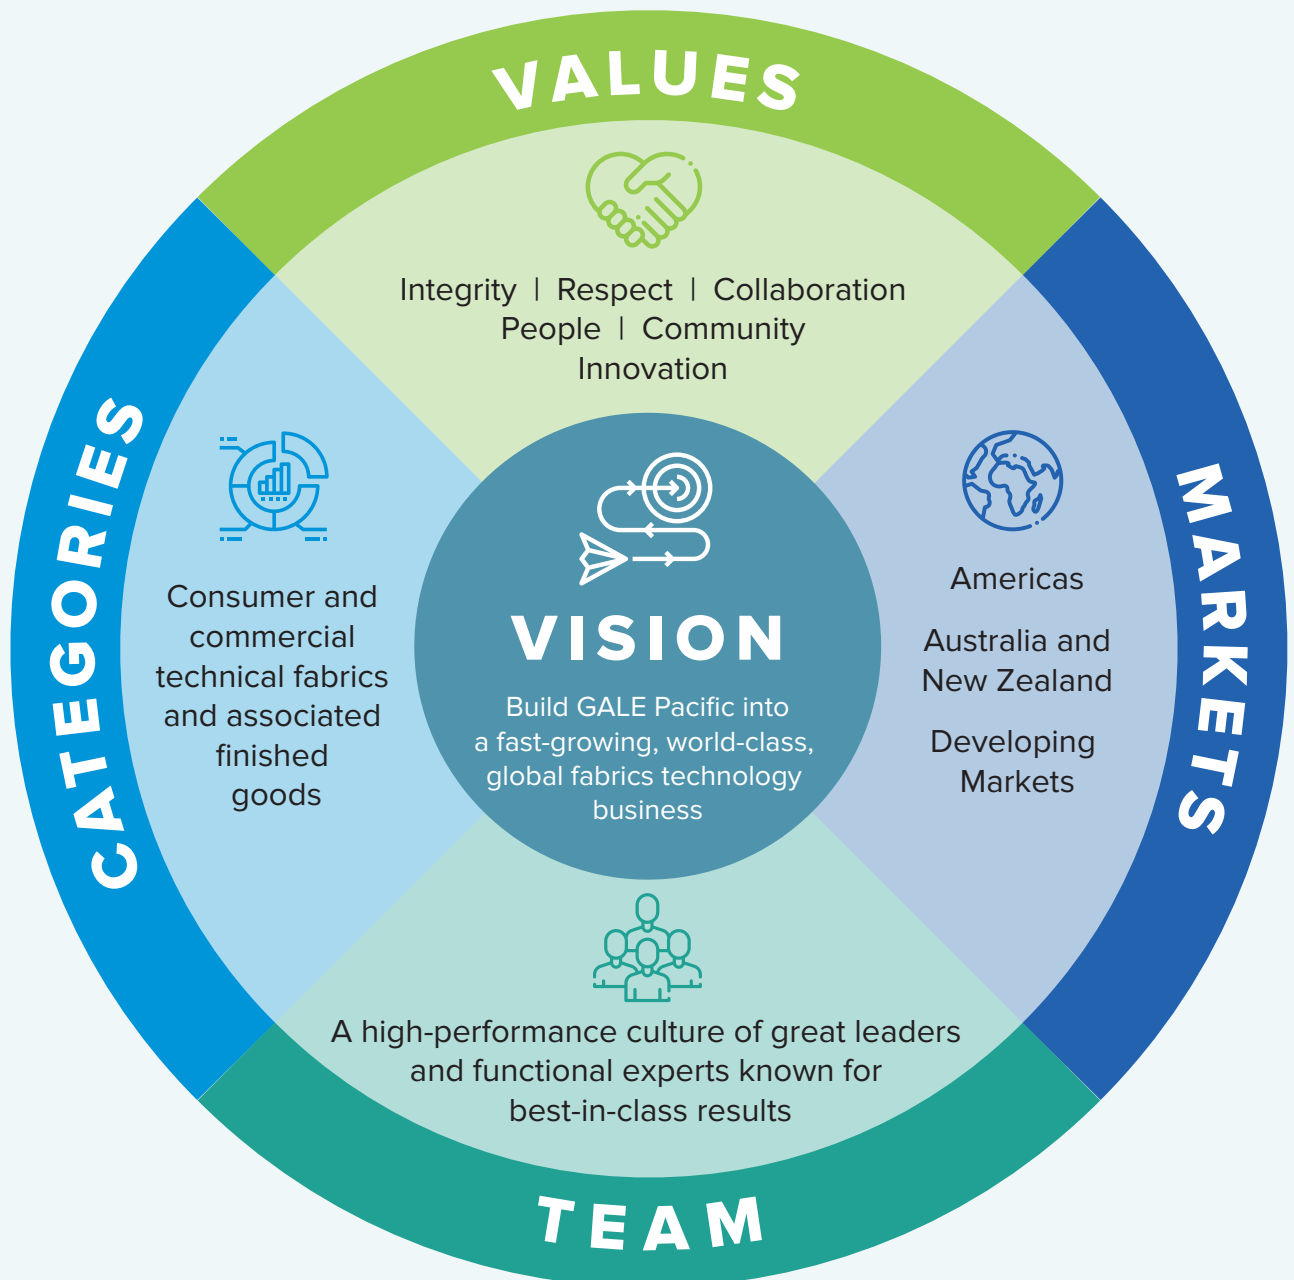 VALUES
Integrity | Respect | Collaboration
People | Community
Innovation
CATEGORIES
Consumer and
commercial
technical fabrics
and associated
finished
goods
VISION
Build GALE Pacific into
a fast-growing, world-class,
global fabrics technology
business
MARKETS
Americas
Australia and
New Zealand
Developing
Markets
A high-performance culture of great leaders
and functional experts known for
best-in-class results
TEAM